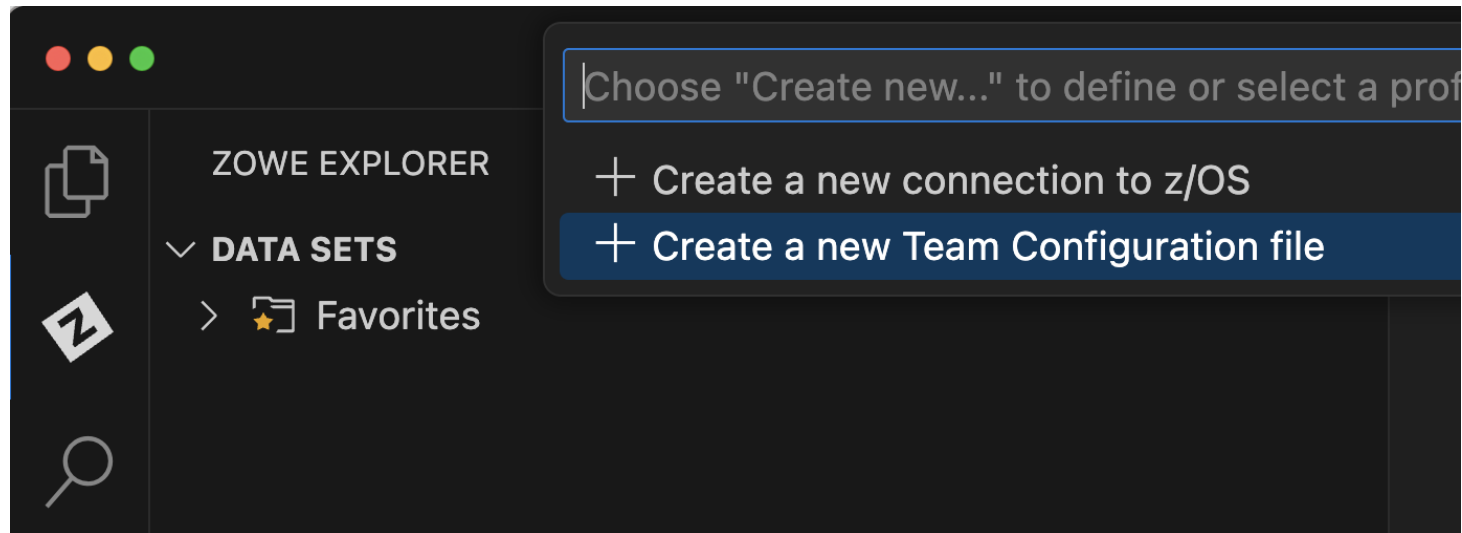 Choose "Create new..." to define or select a
ZOWE EXPLORER
Create a new connection to z/OS
DATA SETS
Create a new Team Configuration file
Favorites